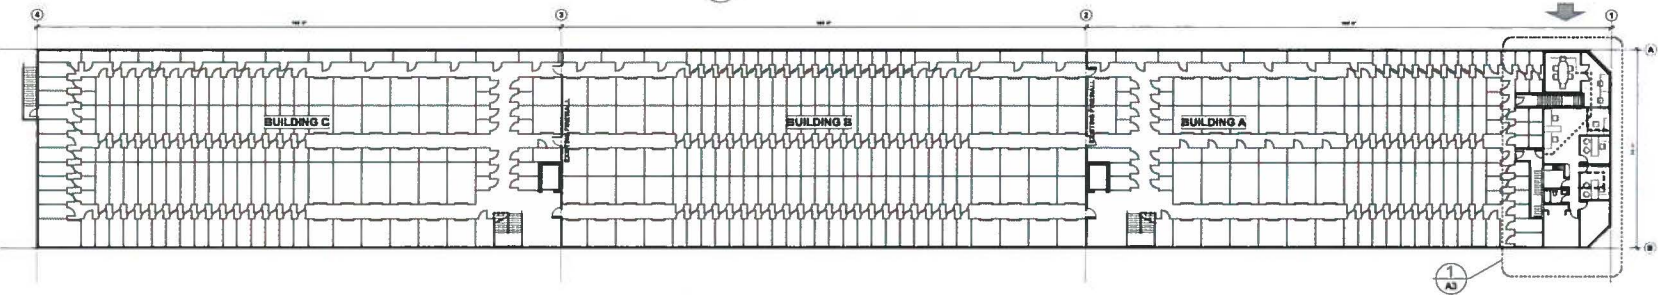 4
3
2
1
A
BUILDING C
BUILDING B
BUILDING A
EXISTING FIREWALL
EXISTING FIREWALL
B
1
A3